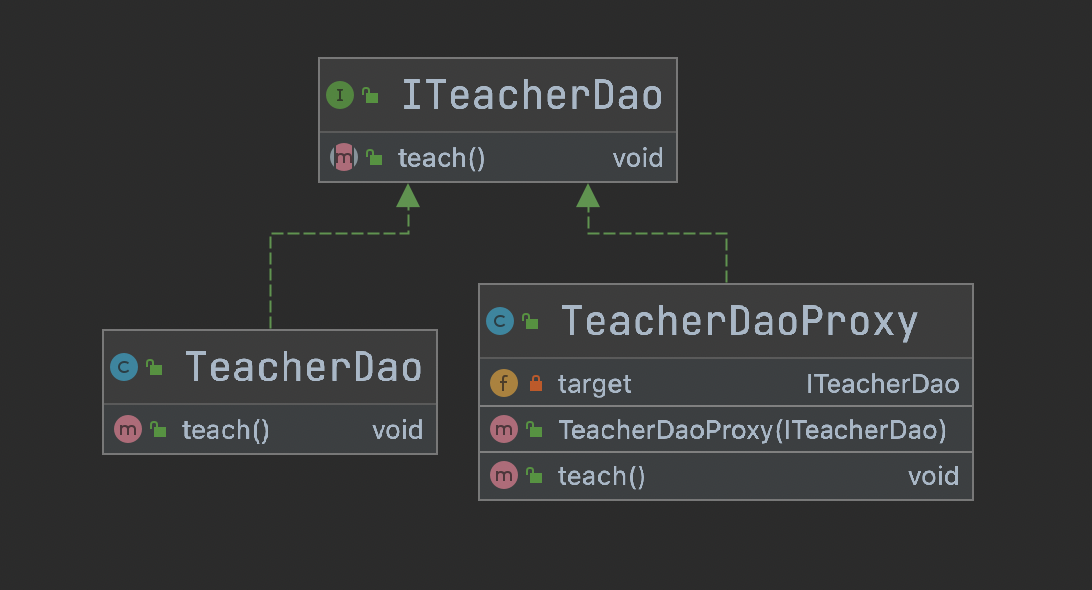 I ITeacherDao
m teach() void
C TeacherDao
m teach() void
C TeacherDaoProxy
f target ITeacherDao
m TeacherDaoProxy(ITeacherDao)
m teach() void